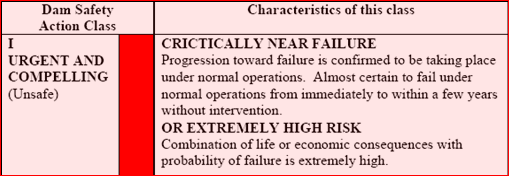 Dam Safety
Action Class
Characteristics of this class
I
URGENT AND
COMPELLING
(Unsafe)
CRICTICALLY NEAR FAILURE
Progression toward failure is confirmed to be taking place
under normal operations.  Almost certain to fail under
normal operations from immediately to within a few years
without intervention.
OR EXTREMELY HIGH RISK
Combination of life or economic consequences with
probability of failure is extremely high.